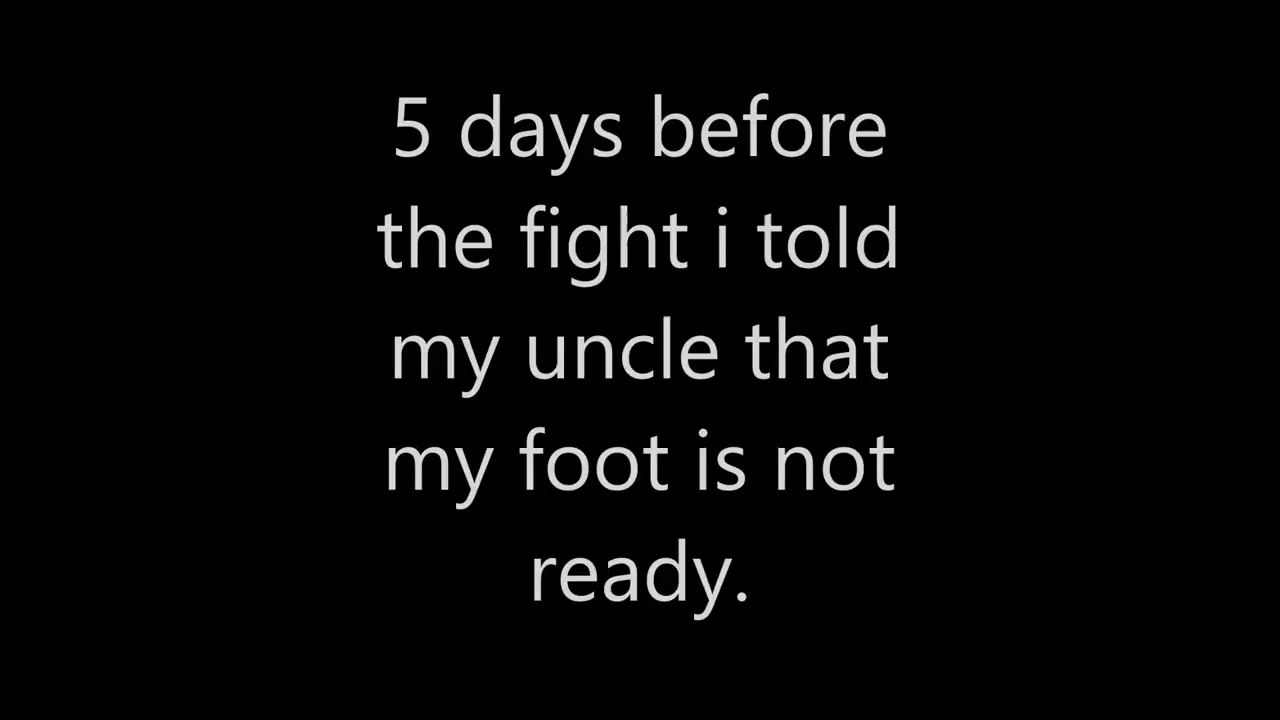 5 days before
the fight i told
my uncle that
my foot is not
ready.